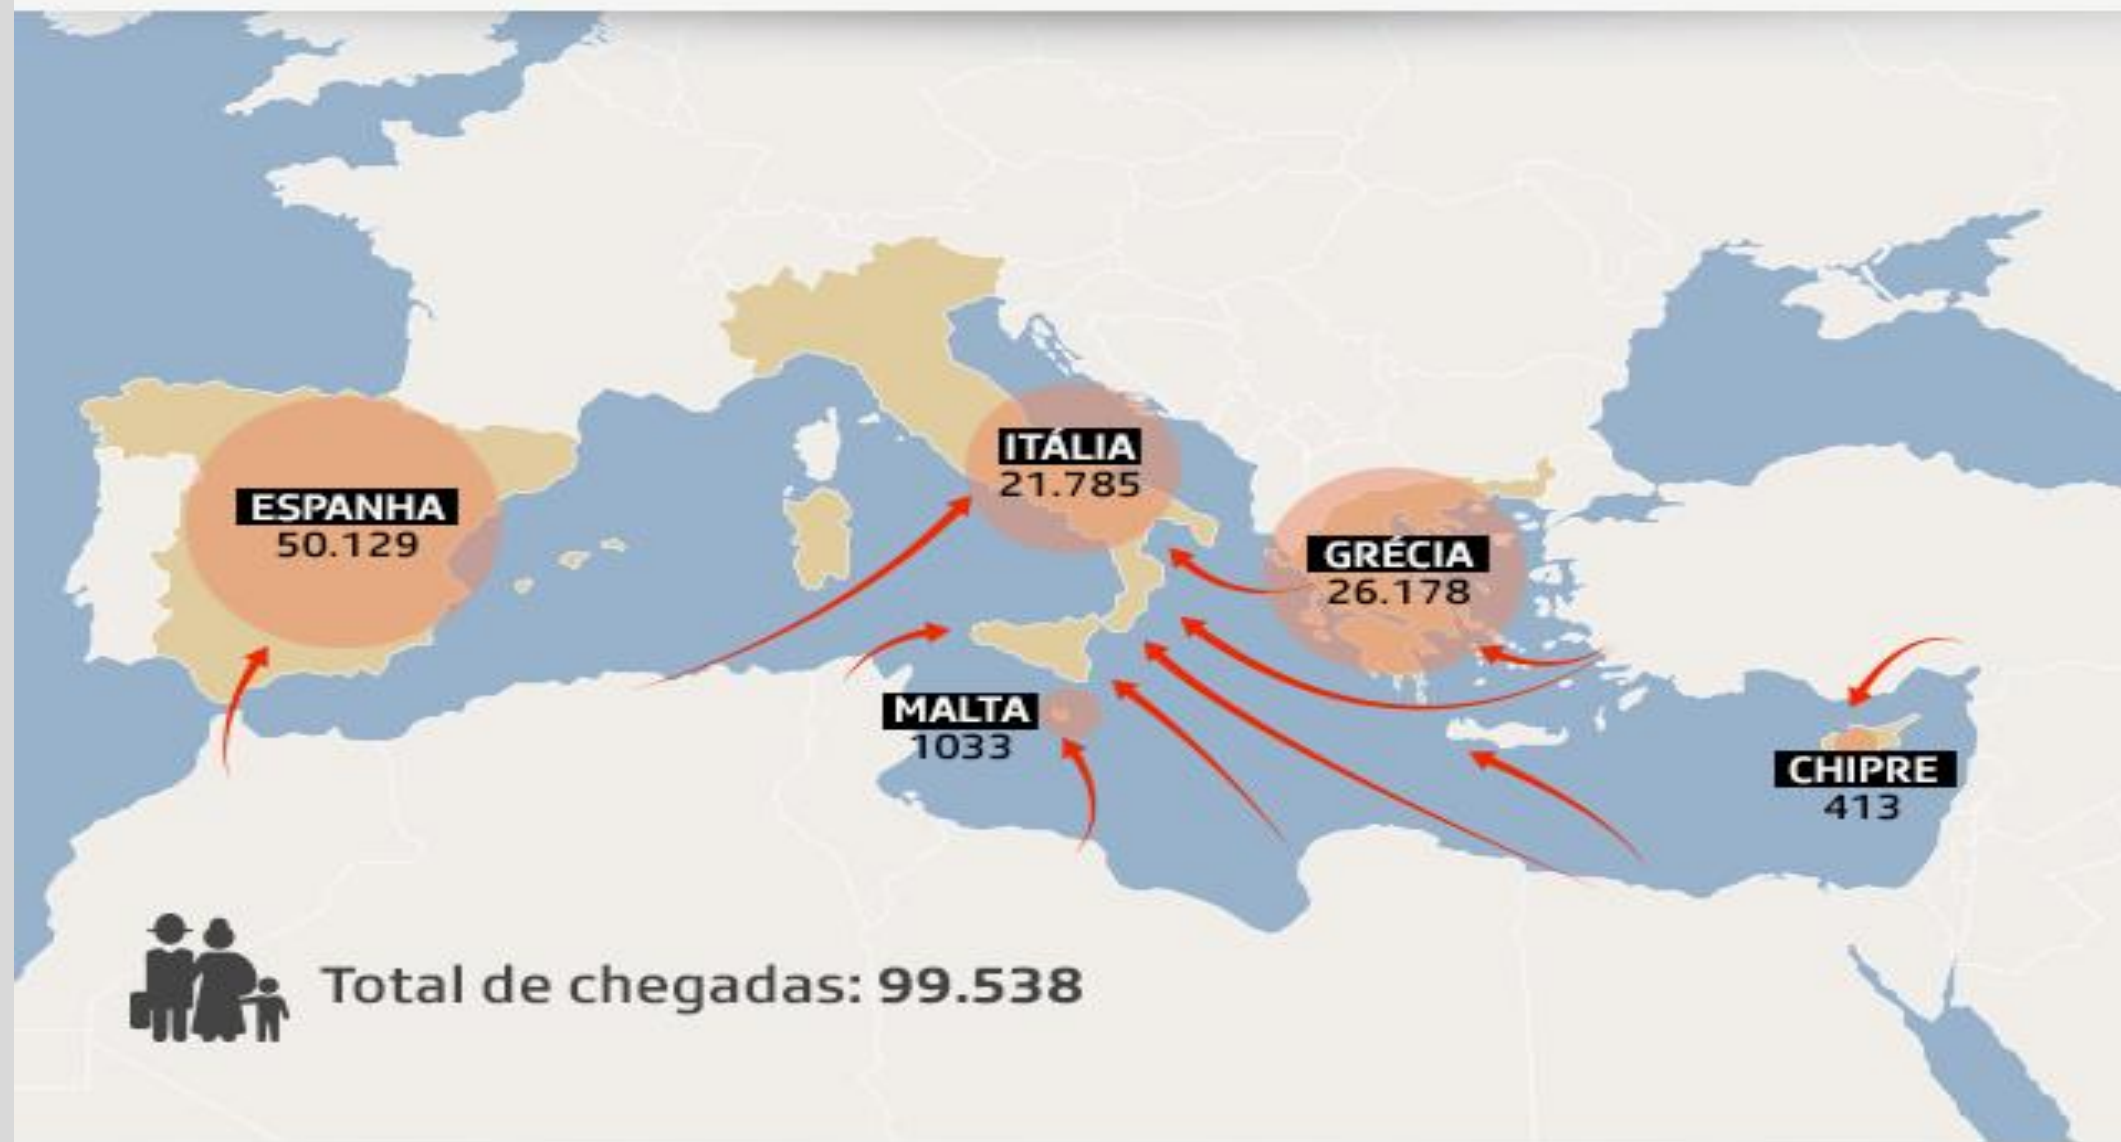 ITÁLIA
21.785
ESPANHA
50.129
GRÉCIA
26.178
MALTA
1033
CHIPRE
413
Total de chegadas: 99.538